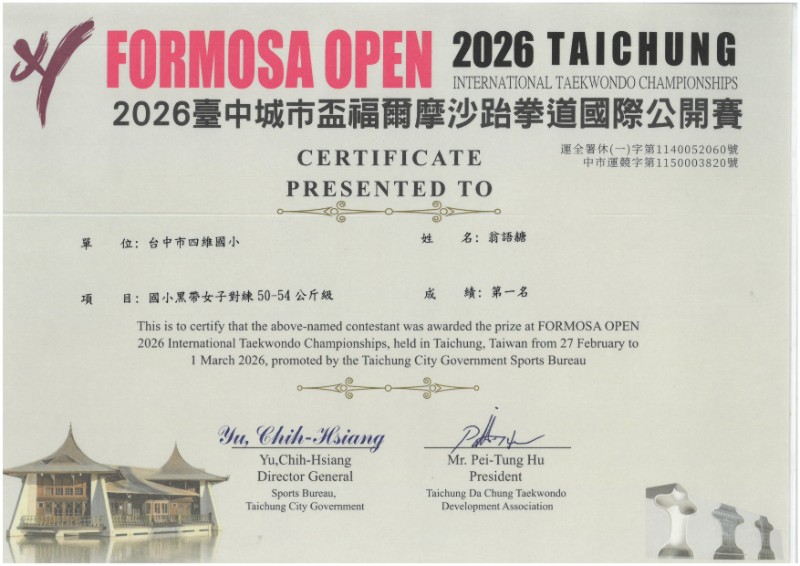 FORMOSA OPEN 2026 TAICHUNG
INTERNATIONAL TAEKWONDO CHAMPIONSHIPS
2026臺中城市盃福爾摩沙跆拳道國際公開賽
運全署休(一)字第1140052060號
中市運競字第1150003820號
CERTIFICATE
PRESENTED TO
單 位: 台中市四維國小
姓 名: 翁語艣
項 目: 國小黑帶女子對練 50-54 公斤級
成 績: 第一名
This is to certify that the above-named contestant was awarded the prize at FORMOSA OPEN
2026 International Taekwondo Championships, held in Taichung, Taiwan from 27 February to
1 March 2026, promoted by the Taichung City Government Sports Bureau
Yu, Chih-Hsiang
Yu,Chih-Hsiang
Director General
Sports Bureau,
Taichung City Government
Mr. Pei-Tung Hu
President
Taichung Da Chung Taekwondo
Development Association